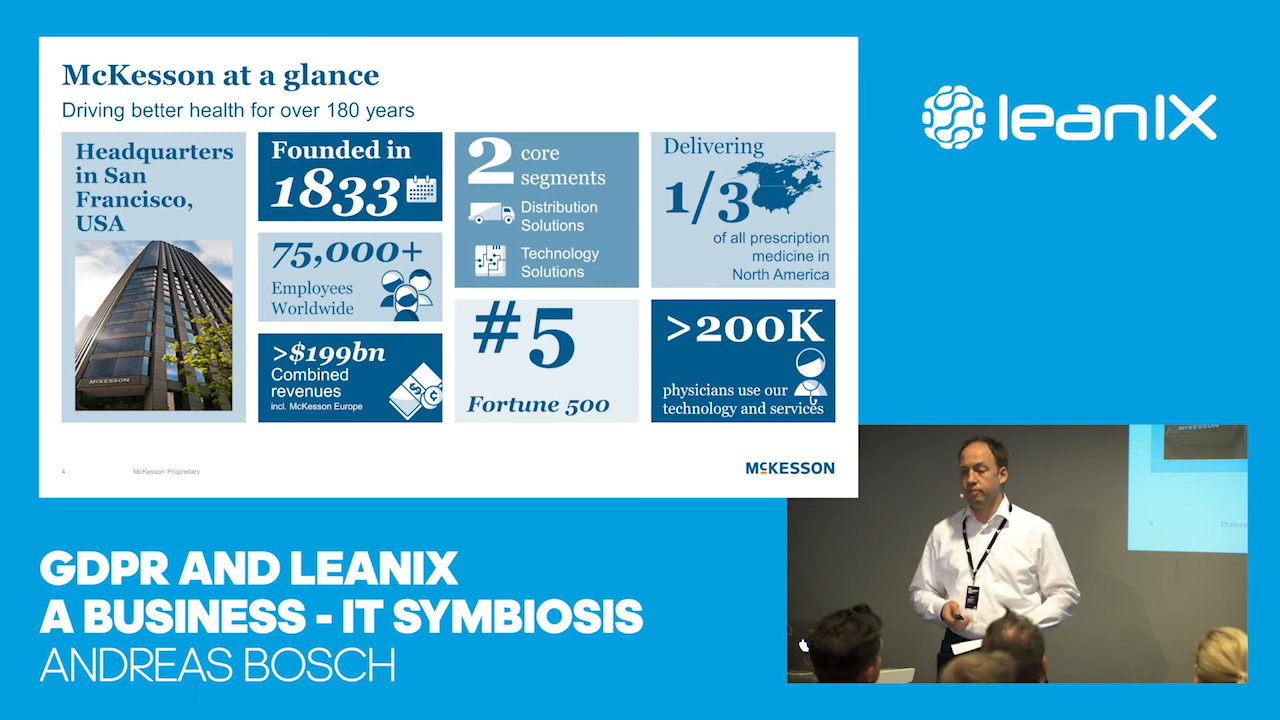 McKesson at a glance
Driving better health for over 180 years
Headquarters
in San
Francisco,
USA
MCKESSON
Founded in
1833
75,000+
Employees
Worldwide
>$199bn
Combined
revenues
incl. McKesson Europe
2 core
segments
Distribution
Solutions
Technology
Solutions
#5
Fortune 500
Delivering
1/3
of all prescription
medicine in
North America
>200K
physicians use our
technology and services
4
McKesson Proprietary
MCKESSON
leanIX
GDPR AND LEANIX
A BUSINESS - IT SYMBIOSIS
ANDREAS BOSCH